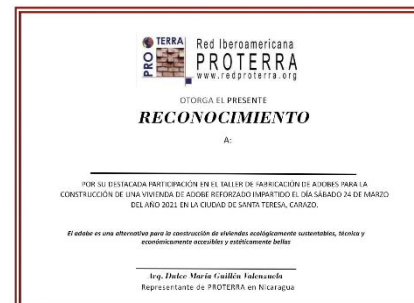 PRO TERRA
Red Iberoamericana
PROTERRA
www.redproterra.org
OTORGA EL PRESENTE
RECONOCIMIENTO
A:
POR SU DESTACADA PARTICIPACIÓN EN EL TALLER DE FABRICACIÓN DE ADOBES PARA LA
CONSTRUCCIÓN DE UNA VIVIENDA DE ADOBE REFORZADO IMPARTIDO EL DÍA SÁBADO 24 DE MARZO
DEL AÑO 2021 EN LA CIUDAD DE SANTA TERESA, CARAZO.
El adobe es una alternativa para la construcción de viviendas ecológicamente sustentables, técnica y
económicamente accesibles y estéticamente bellas
Arq. Dulce María Guillén Valenzuela
Representante de PROTERRA en Nicaragua